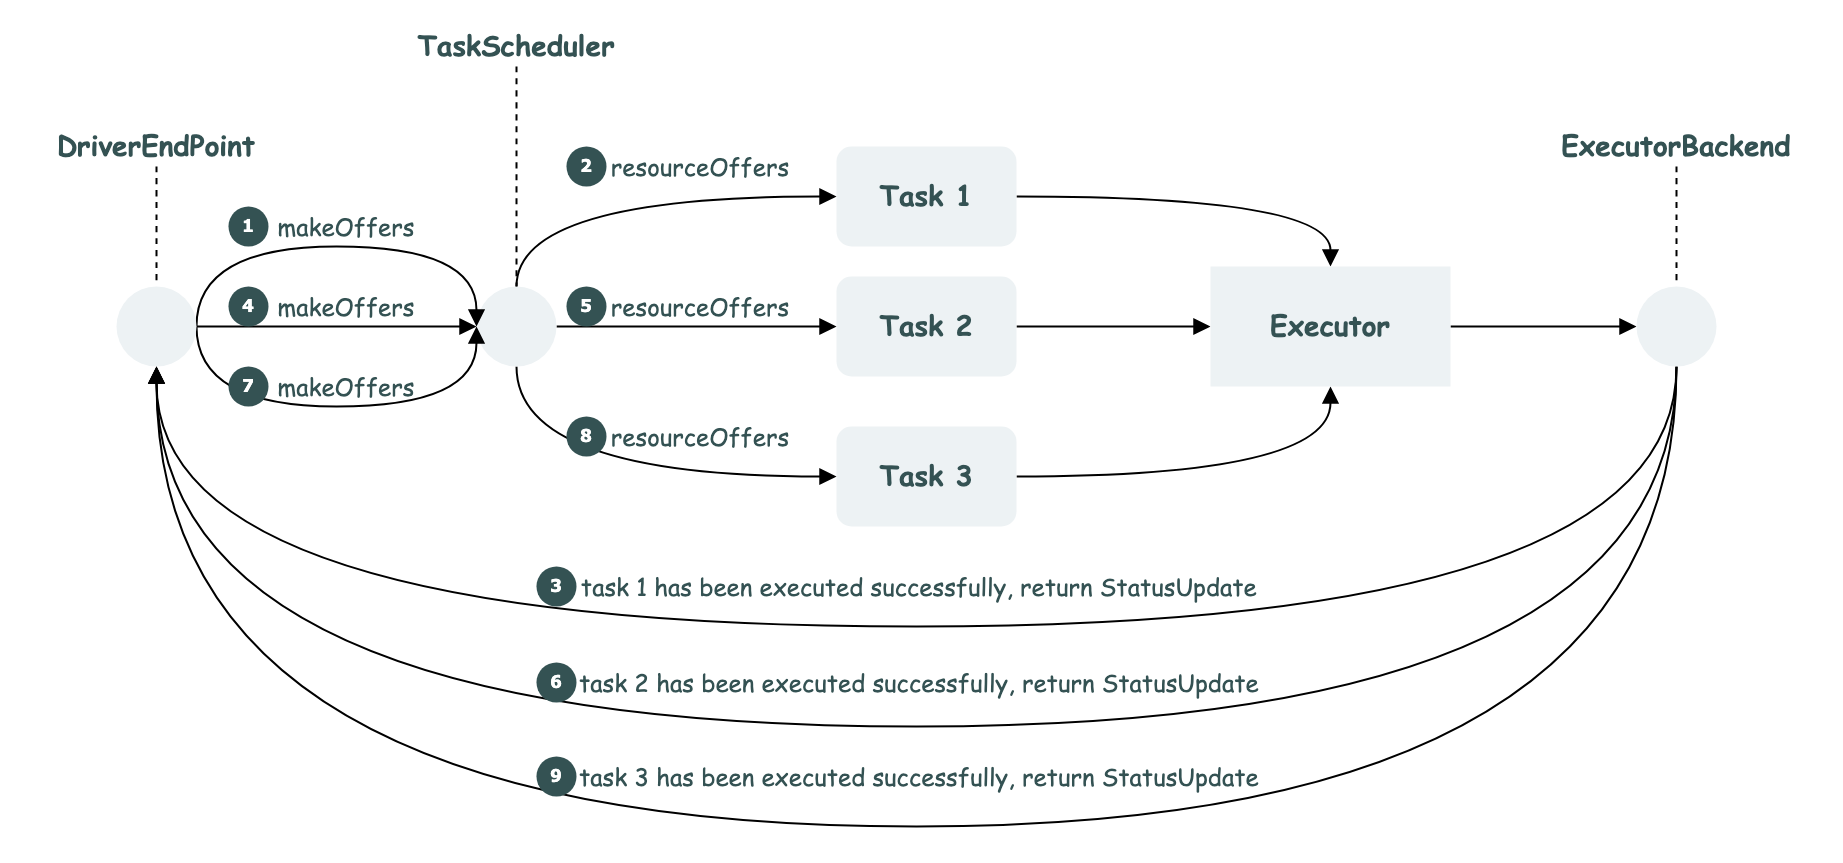 TaskScheduler
DriverEndPoint
ExecutorBackend
2 resourceOffers
Task 1
1 makeOffers
4 makeOffers
5 resourceOffers
Task 2
Executor
7 makeOffers
8 resourceOffers
Task 3
3 task 1 has been executed successfully, return StatusUpdate
6 task 2 has been executed successfully, return StatusUpdate
9 task 3 has been executed successfully, return StatusUpdate